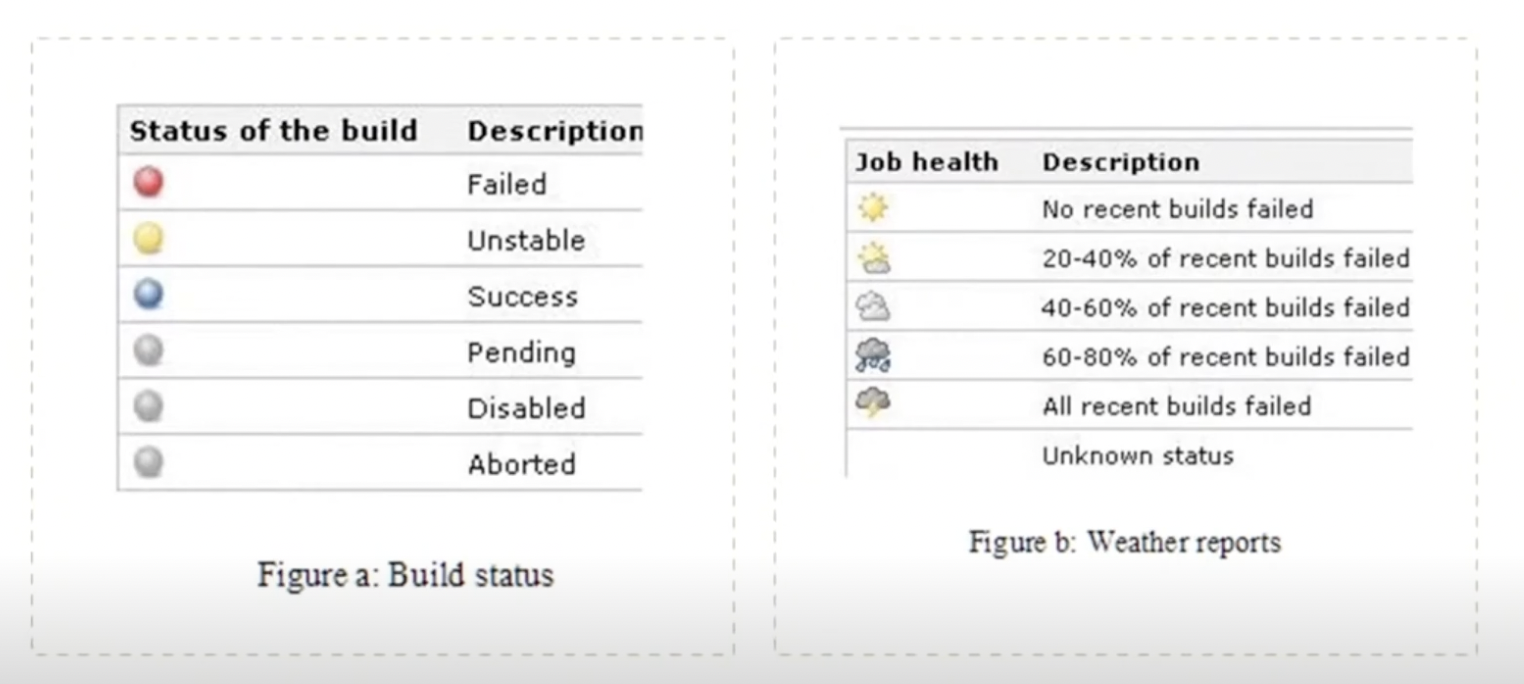 Status of the build Description
Failed
Unstable
Success
Pending
Disabled
Aborted
Figure a: Build status
Job health Description
No recent builds failed
20-40% of recent builds failed
40-60% of recent builds failed
60-80% of recent builds failed
All recent builds failed
Unknown status
Figure b: Weather reports